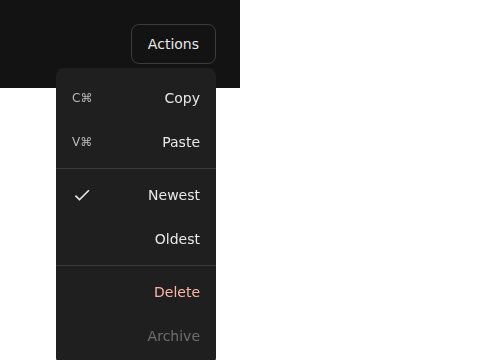 Actions
Copy C⌘
Paste V⌘
Newest
Oldest
Delete
Archive